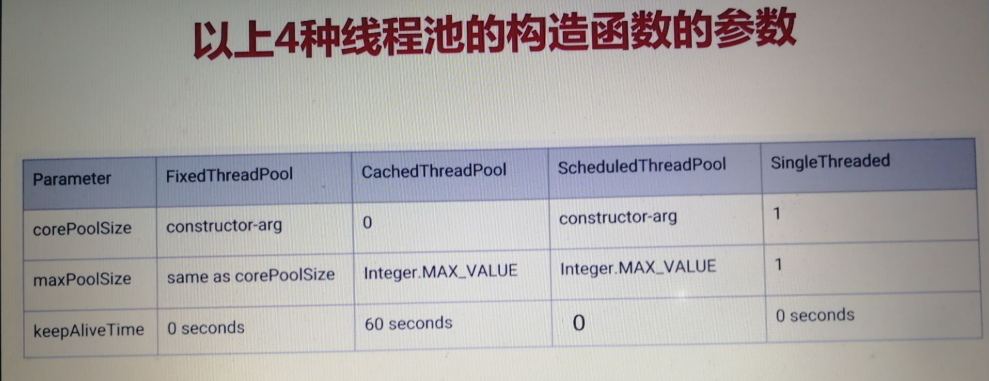 以上4种线程池的构造函数的参数
Parameter FixedThreadPool CachedThreadPool ScheduledThreadPool SingleThreaded
corePoolSize constructor-arg 0 constructor-arg 1
maxPoolSize same as corePoolSize Integer.MAX_VALUE Integer.MAX_VALUE 1
keepAliveTime 0 seconds 60 seconds 0 0 seconds